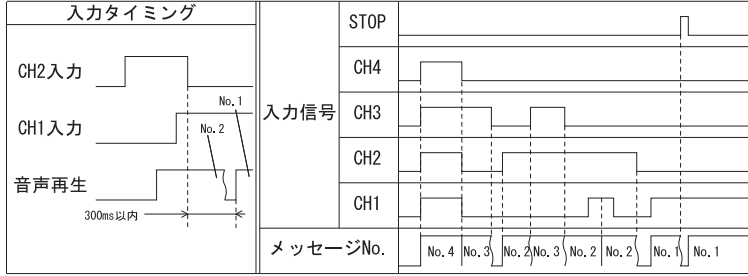 入力タイミング
CH2入力
CH1入力
No.1
No.2
音声再生
300ms以内
入力信号
STOP
CH4
CH3
CH2
CH1
メッセージNo.
No.4 No.3 No.2 No.3 No.2 No.2 No.1 No.1